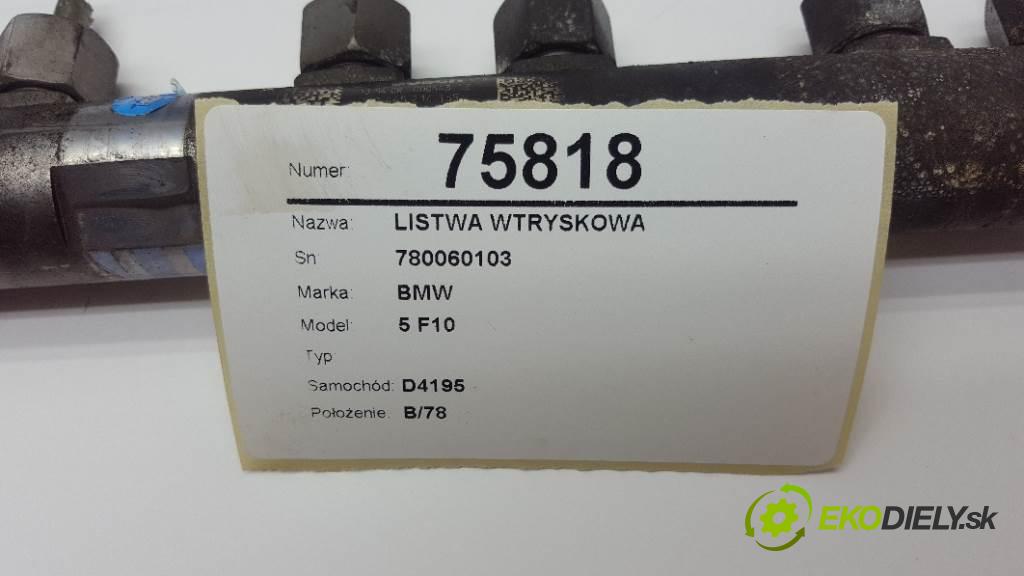 Numer: 75818
Nazwa: LISTWA WTRYSKOWA
Sn: 780060103
Marka: BMW
Model: 5 F10
Typ
Samochód: D4195
Położenie: B/78
EKODIELY.sk